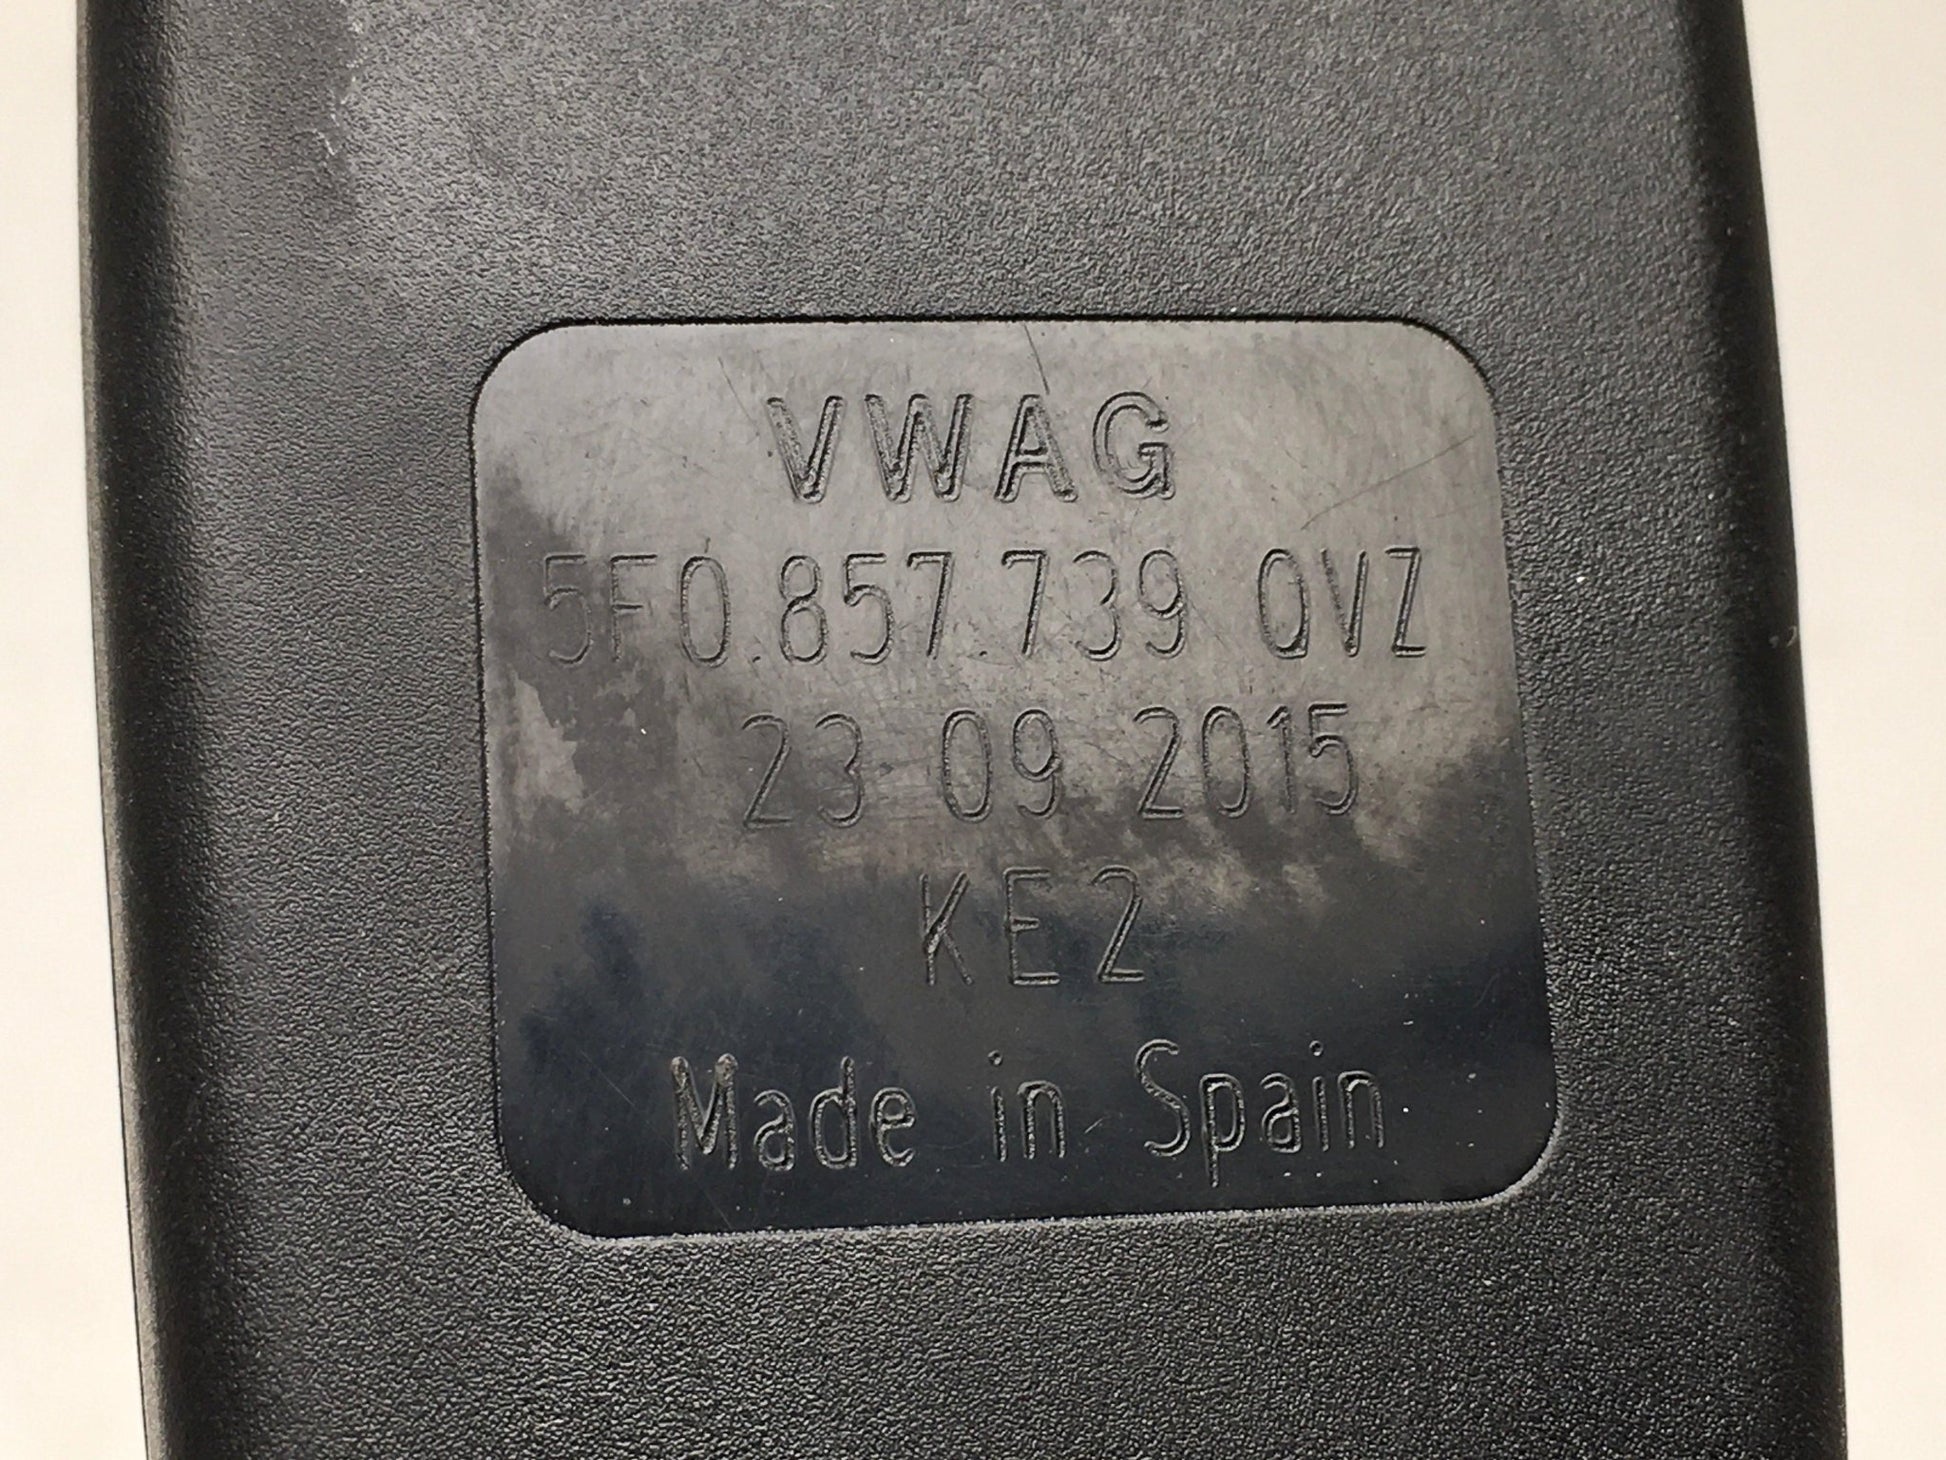 VWAG
5F0.857.739 QVZ
23 09 2015
KE2
Made in Spain